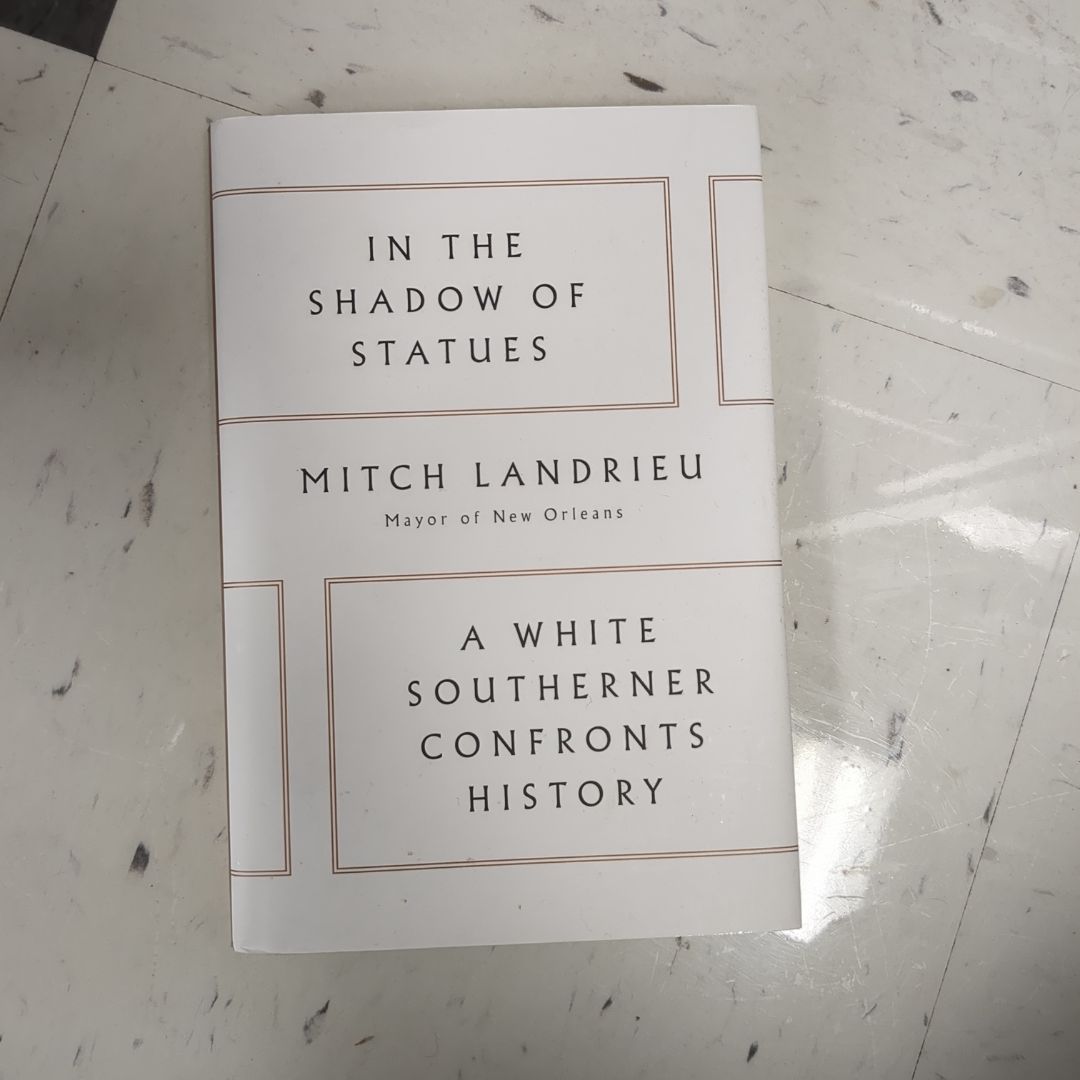 IN THE
SHADOW OF
STATUES
MITCH LANDRIEU
Mayor of New Orleans
A WHITE
SOUTHERNER
CONFRONTS
HISTORY